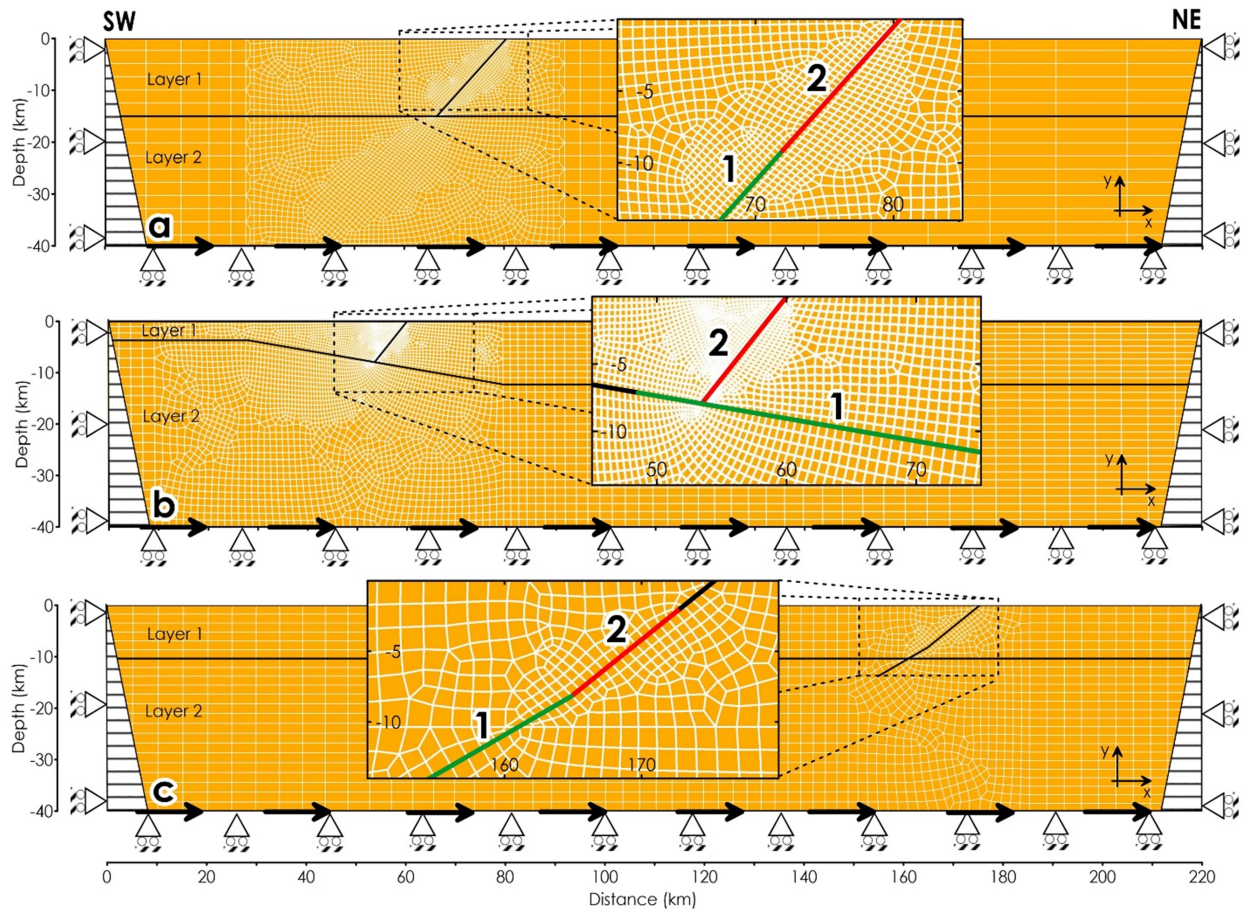 SW
NE
0
-10
-20
-30
-40
Depth (km)
Layer 1
Layer 2
a
2
1
-5
-10
70
80
y
x
0
-10
-20
-30
-40
Depth (km)
Layer 1
Layer 2
b
2
1
-5
-10
50
60
70
y
x
0
-10
-20
-30
-40
Depth (km)
Layer 1
Layer 2
c
2
1
-5
-10
160
170
y
x
0 20 40 60 80 100 120 140 160 180 200 220
Distance (km)